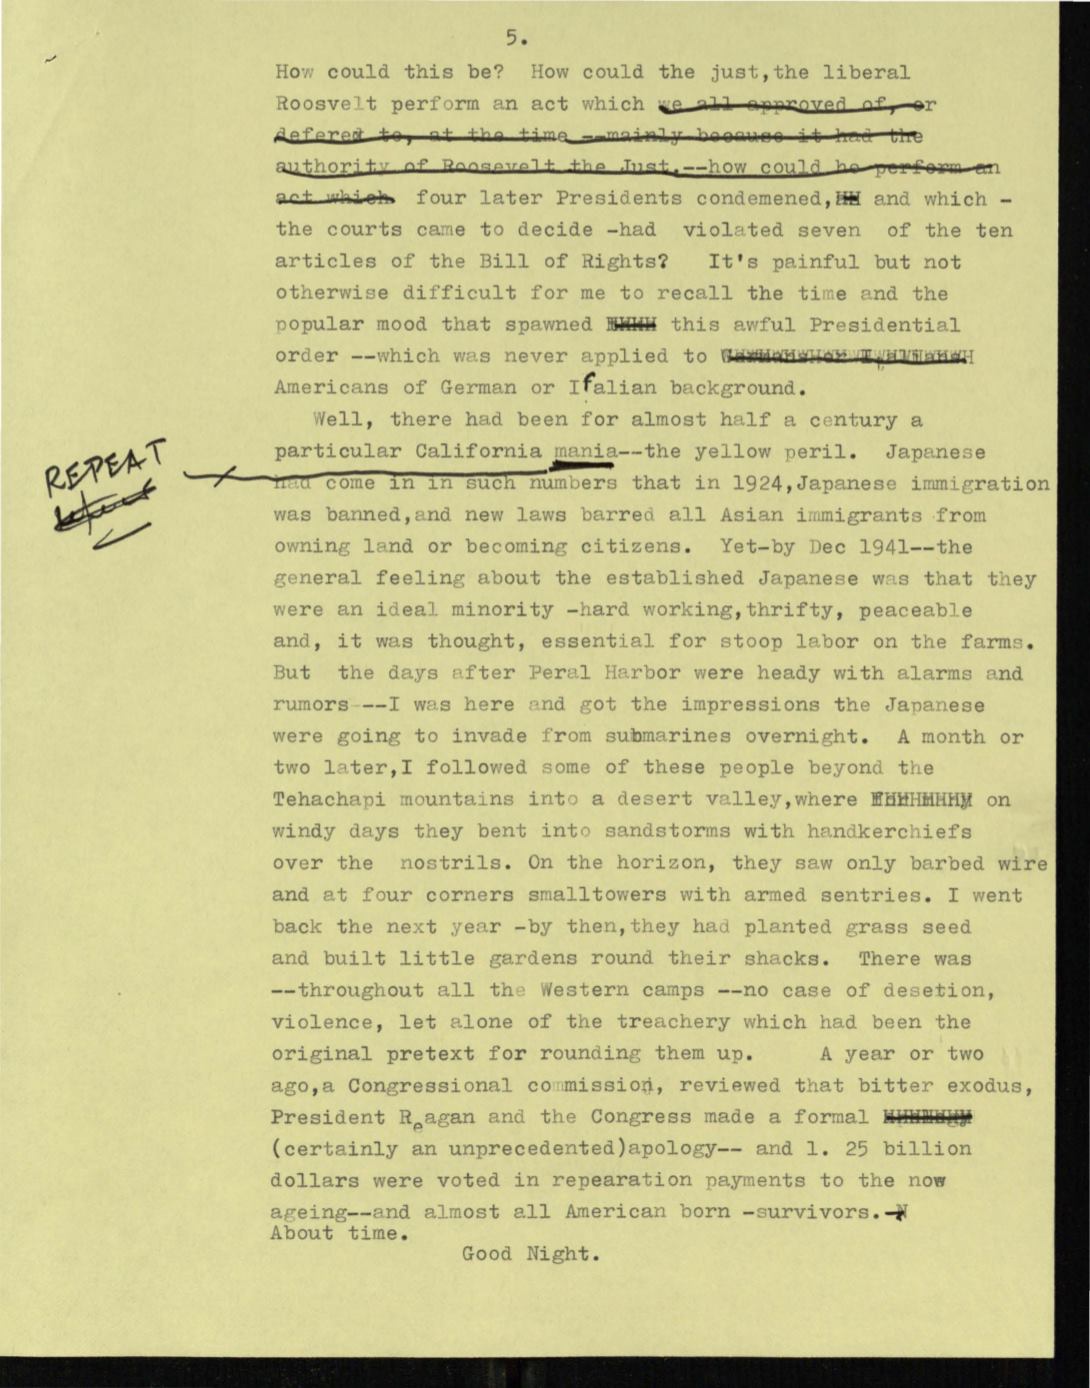 5.
How could this be? How could the just,the liberal
Roosvelt perform an act which we all approved of, or
defered to, at the time --mainly because it had the
authority of Roosevelt the Just.--how could he perform an
act which four later Presidents condemened, and which -
the courts came to decide -had violated seven of the ten
articles of the Bill of Rights? It's painful but not
otherwise difficult for me to recall the time and the
popular mood that spawned this awful Presidential
order --which was never applied to
Americans of German or Italian background.
Well, there had been for almost half a century a
particular California mania--the yellow peril. Japanese
REPEAT
had come in in such numbers that in 1924,Japanese immigration
was banned,and new laws barred all Asian immigrants from
owning land or becoming citizens. Yet-by Dec 1941--the
general feeling about the established Japanese was that they
were an ideal minority -hard working,thrifty, peaceable
and, it was thought, essential for stoop labor on the farms.
But the days after Peral Harbor were heady with alarms and
rumors --I was here and got the impressions the Japanese
were going to invade from submarines overnight. A month or
two later,I followed some of these people beyond the
Tehachapi mountains into a desert valley,where on
windy days they bent into sandstorms with handkerchiefs
over the nostrils. On the horizon, they saw only barbed wire
and at four corners smalltowers with armed sentries. I went
back the next year -by then,they had planted grass seed
and built little gardens round their shacks. There was
--throughout all the Western camps --no case of desetion,
violence, let alone of the treachery which had been the
original pretext for rounding them up. A year or two
ago,a Congressional commission, reviewed that bitter exodus,
President Reagan and the Congress made a formal
(certainly an unprecedented)apology-- and 1. 25 billion
dollars were voted in repearation payments to the now
ageing--and almost all American born -survivors.
About time.
Good Night.